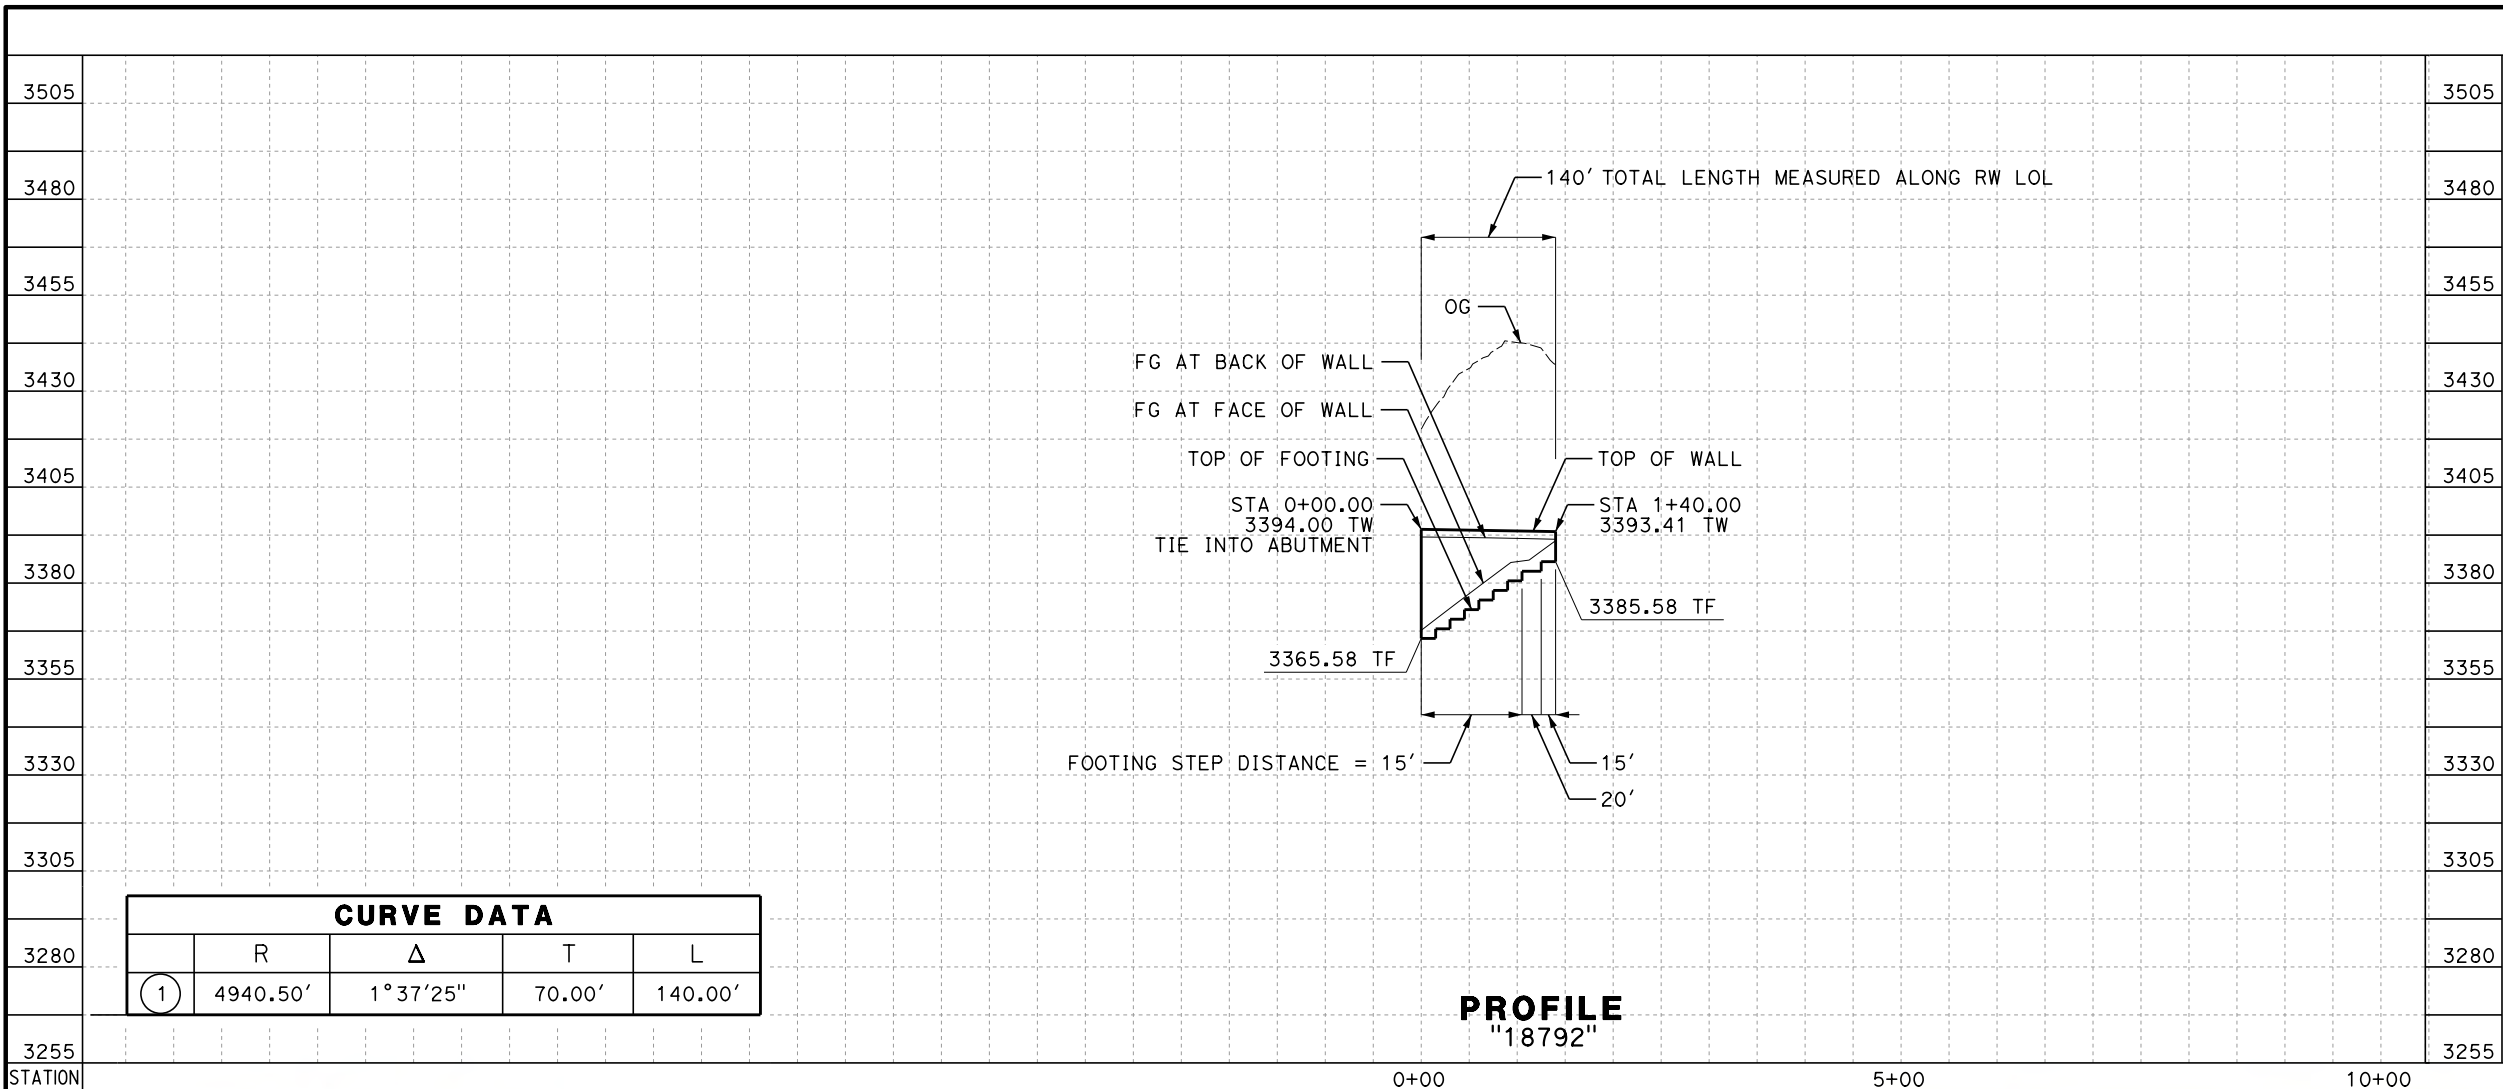 3505 3505
140′ TOTAL LENGTH MEASURED ALONG RW LOL
3480 3480
3455 3455
OG
FG AT BACK OF WALL
3430 3430
FG AT FACE OF WALL
TOP OF FOOTING TOP OF WALL
3405 3405
STA 0+00.00 STA 1+40.00
3394.00 TW 3393.41 TW
TIE INTO ABUTMENT
3380 3380
3385.58 TF
3365.58 TF
3355 3355
FOOTING STEP DISTANCE = 15′ 15′
3330 3330
20′
3305 3305
CURVE DATA
R Δ T L
3280 3280
1 4940.50′ 1°37′25" 70.00′ 140.00′
PROFILE
"18792"
3255 3255
STATION 0+00 5+00 10+00